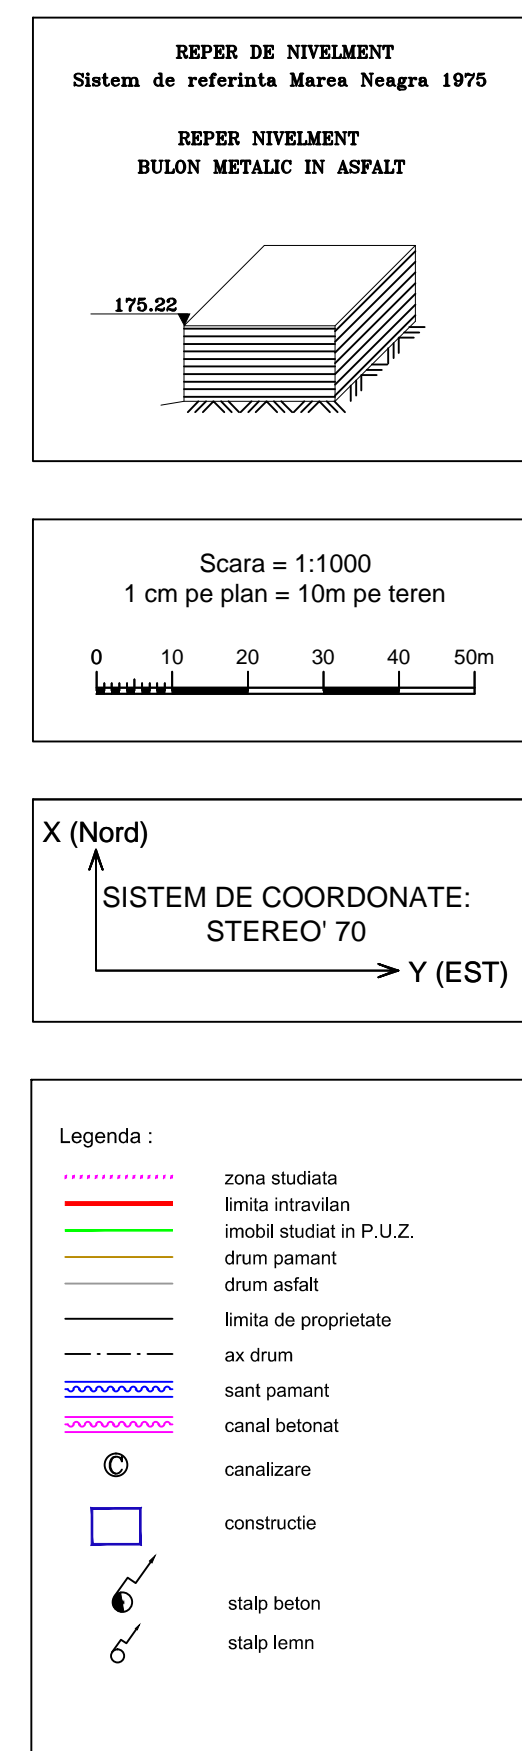 REPER DE NIVELMENT
Sistem de referinta Marea Neagra 1975
REPER NIVELMENT
BULON METALIC IN ASFALT
175.22
Scara = 1:1000
1 cm pe plan = 10m pe teren
0 10 20 30 40 50m
X (Nord)
SISTEM DE COORDONATE:
STEREO' 70
Y (EST)
Legenda :
zona studiata
limita intravilan
imobil studiat in P.U.Z.
drum pamant
drum asfalt
limita de proprietate
ax drum
sant pamant
canal betonat
C canalizare
constructie
stalp beton
stalp lemn